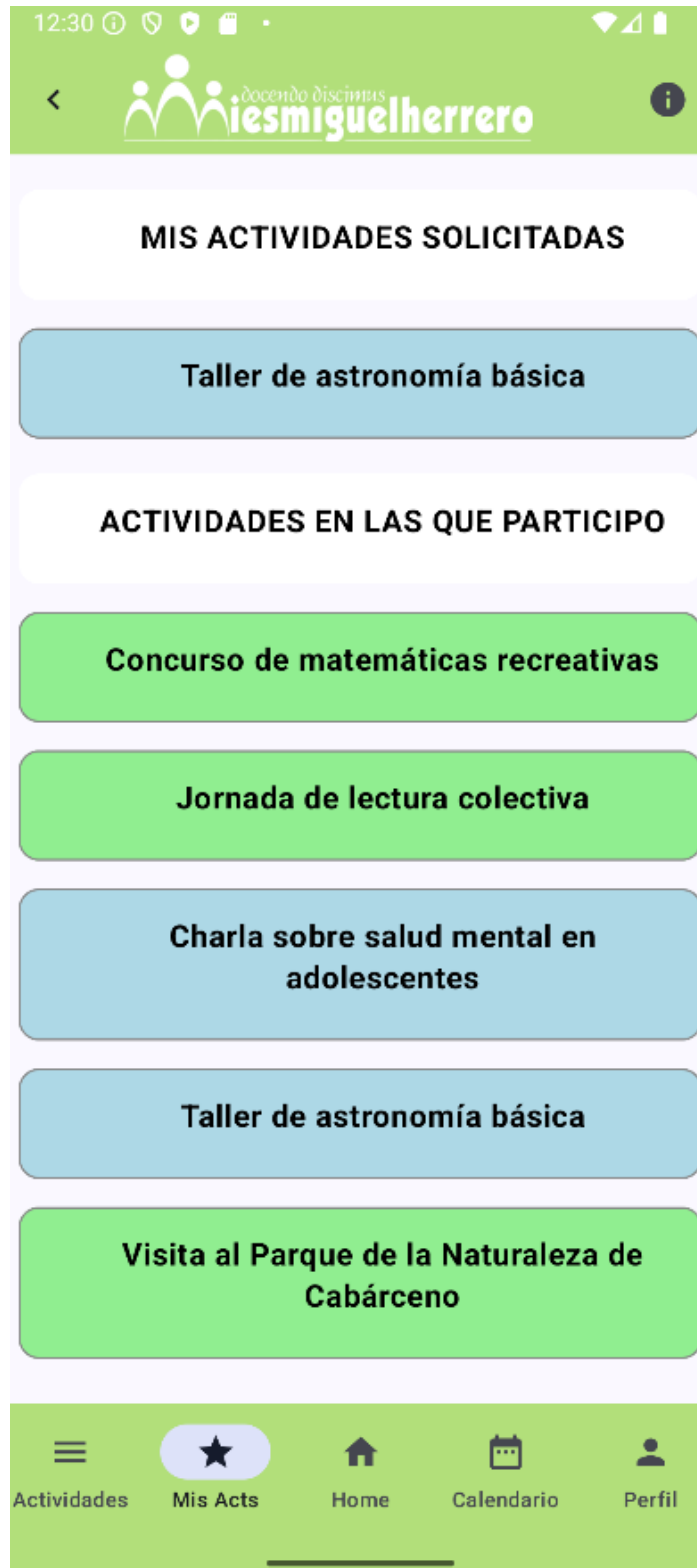 12:30
docendo discimus
iesmiguelherrero
MIS ACTIVIDADES SOLICITADAS
Taller de astronomía básica
ACTIVIDADES EN LAS QUE PARTICIPO
Concurso de matemáticas recreativas
Jornada de lectura colectiva
Charla sobre salud mental en
adolescentes
Taller de astronomía básica
Visita al Parque de la Naturaleza de
Cabárceno
Actividades
Mis Acts
Home
Calendario
Perfil